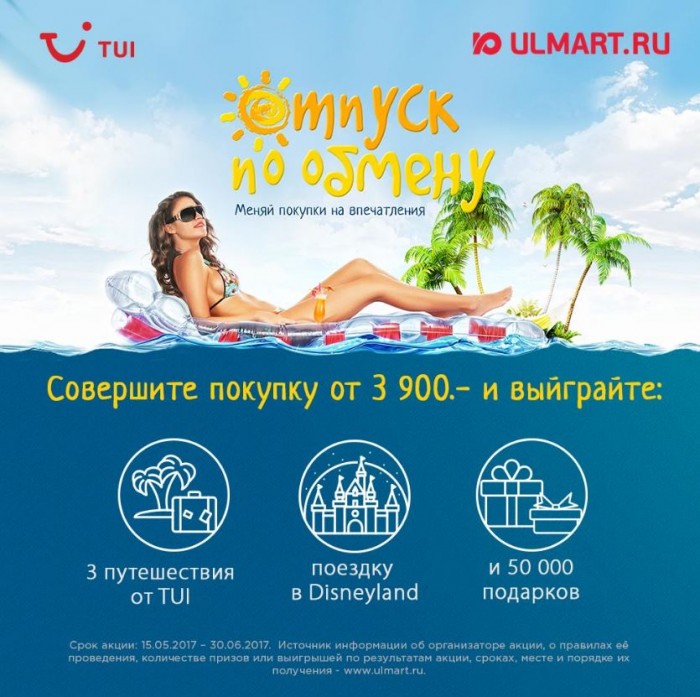 TUI
ULMART.RU
Отпуск
по обмену
Меняй покупки на впечатления
Совершите покупку от 3 900.- и выйграйте:
3 путешествия
от TUI
поездку
в Disneyland
и 50 000
подарков
Срок акции: 15.05.2017 – 30.06.2017. Источник информации об организаторе акции, о правилах её
проведения, количестве призов или выигрышей по результатам акции, сроках, месте и порядке их
получения - www.ulmart.ru.